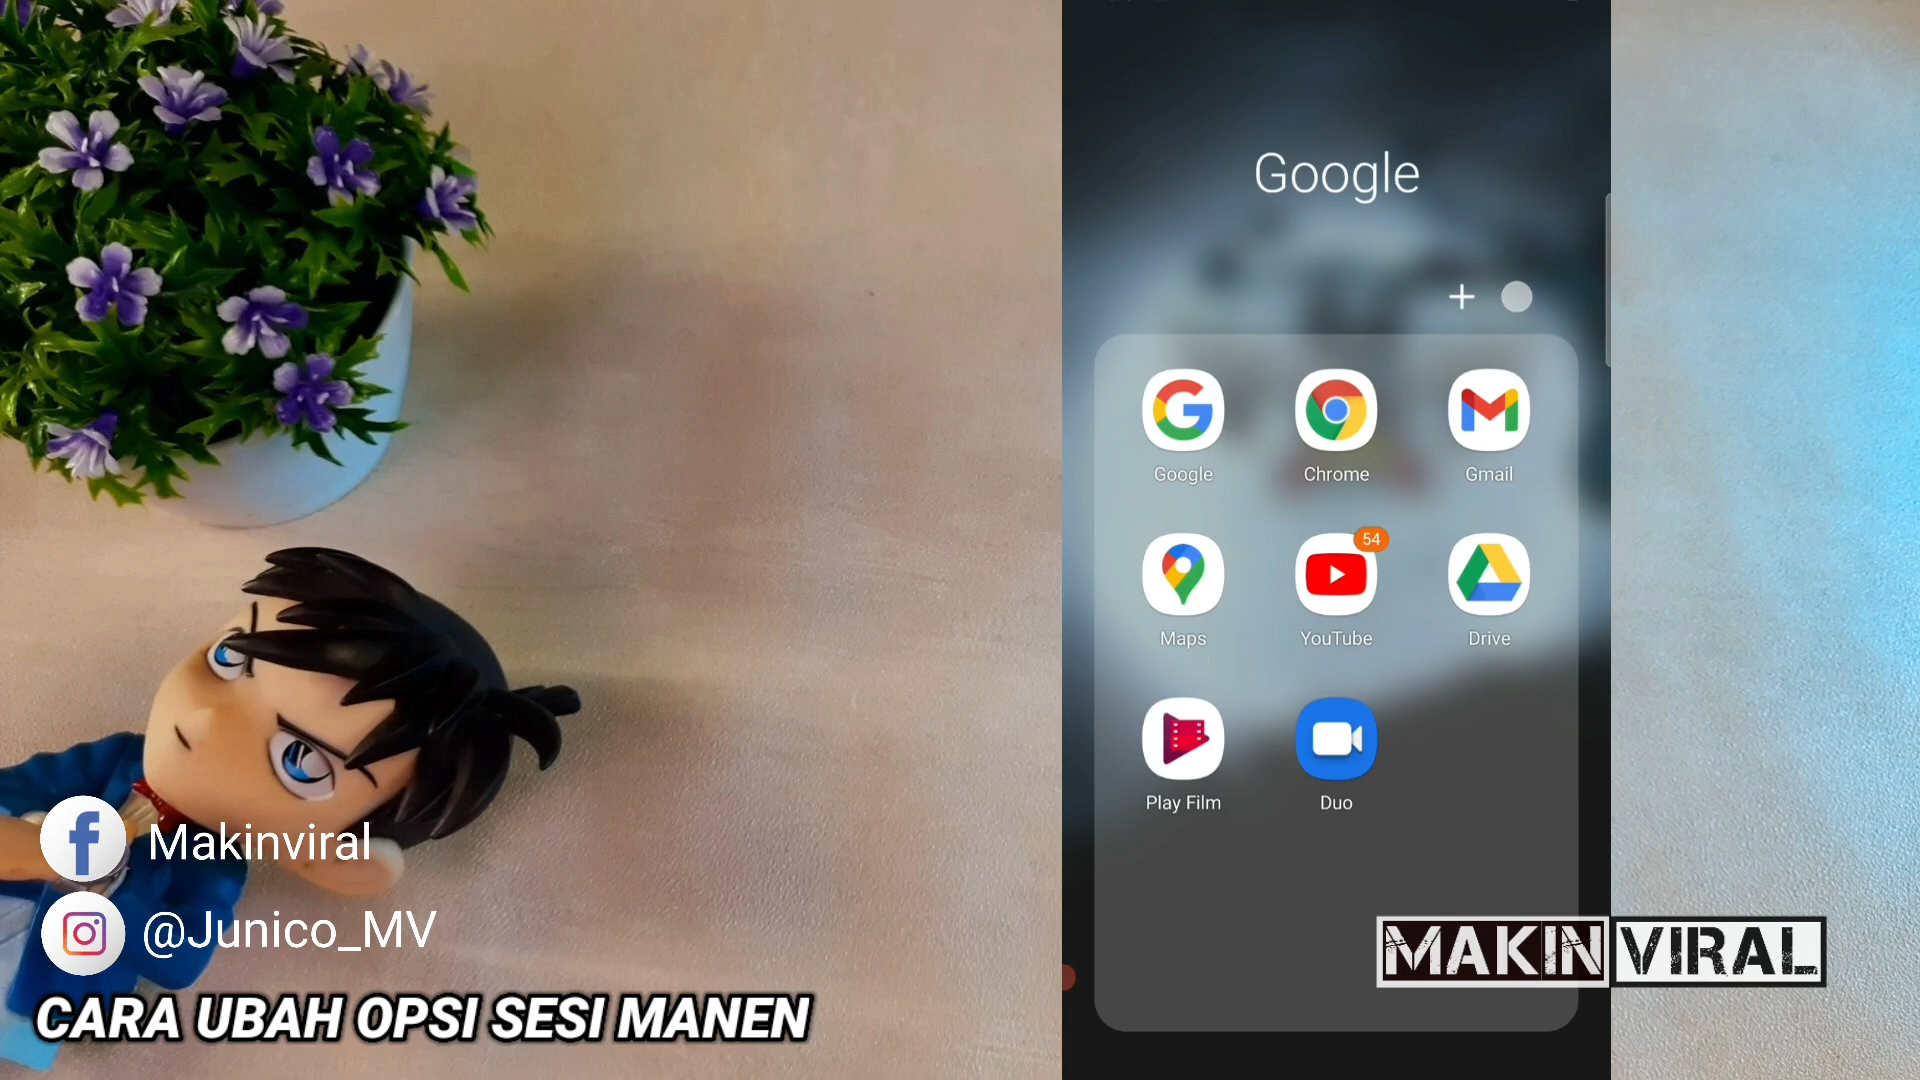 Google
Google
Chrome
Gmail
54
Maps
YouTube
Drive
Play Film
Duo
Makinviral
@Junico_MV
MAKIN VIRAL
CARA UBAH OPSI SESI MANEN